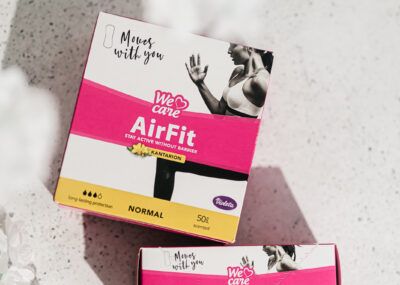 Moves
with you
We
care
AirFit
STAY ACTIVE WITHOUT BARRIER
KANTARION
long-lasting protection
NORMAL
50
Violeta
Moves
with you
We
care